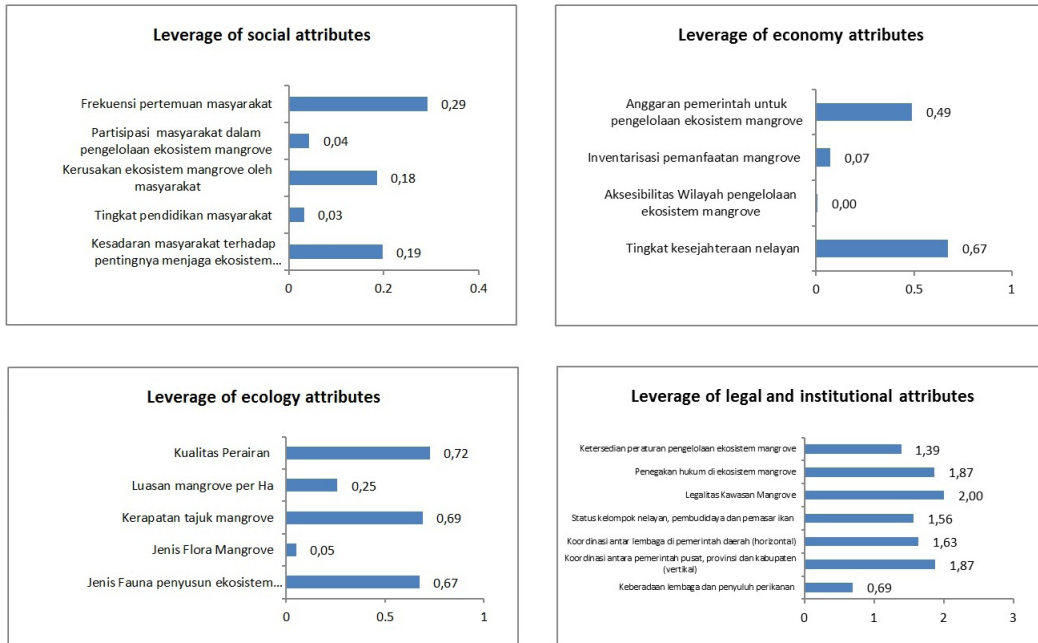 Leverage of social attributes
Frekuensi pertemuan masyarakat
0,29
Partisipasi masyarakat dalam
pengelolaan ekosistem mangrove
0,04
Kerusakan ekosistem mangrove oleh
masyarakat
0,18
Tingkat pendidikan masyarakat
0,03
Kesadaran masyarakat terhadap
pentingnya menjaga ekosistem...
0,19
0 0.2 0.4
Leverage of economy attributes
Anggaran pemerintah untuk
pengelolaan ekosistem mangrove
0,49
Inventarisasi pemanfaatan mangrove
0,07
Aksesibilitas Wilayah pengelolaan
ekosistem mangrove
0,00
Tingkat kesejahteraan nelayan
0,67
0 0.5 1
Leverage of ecology attributes
Kualitas Perairan
0,72
Luasan mangrove per Ha
0,25
Kerapatan tajuk mangrove
0,69
Jenis Flora Mangrove
0,05
Jenis Fauna penyusun ekosistem...
0,67
0 0.5 1
Leverage of legal and institutional attributes
Ketersedian peraturan pengelolaan ekosistem mangrove
1,39
Penegakan hukum di ekosistem mangrove
1,87
Legalitas Kawasan Mangrove
2,00
Status kelompok nelayan, pembudidaya dan pemasar ikan
1,56
Koordinasi antar lembaga di pemerintah daerah (horizontal)
1,63
Koordinasi antara pemerintah pusat, provinsi dan kabupaten
(vertikal)
1,87
Keberadaan lembaga dan penyuluh perikanan
0,69
0 1 2 3